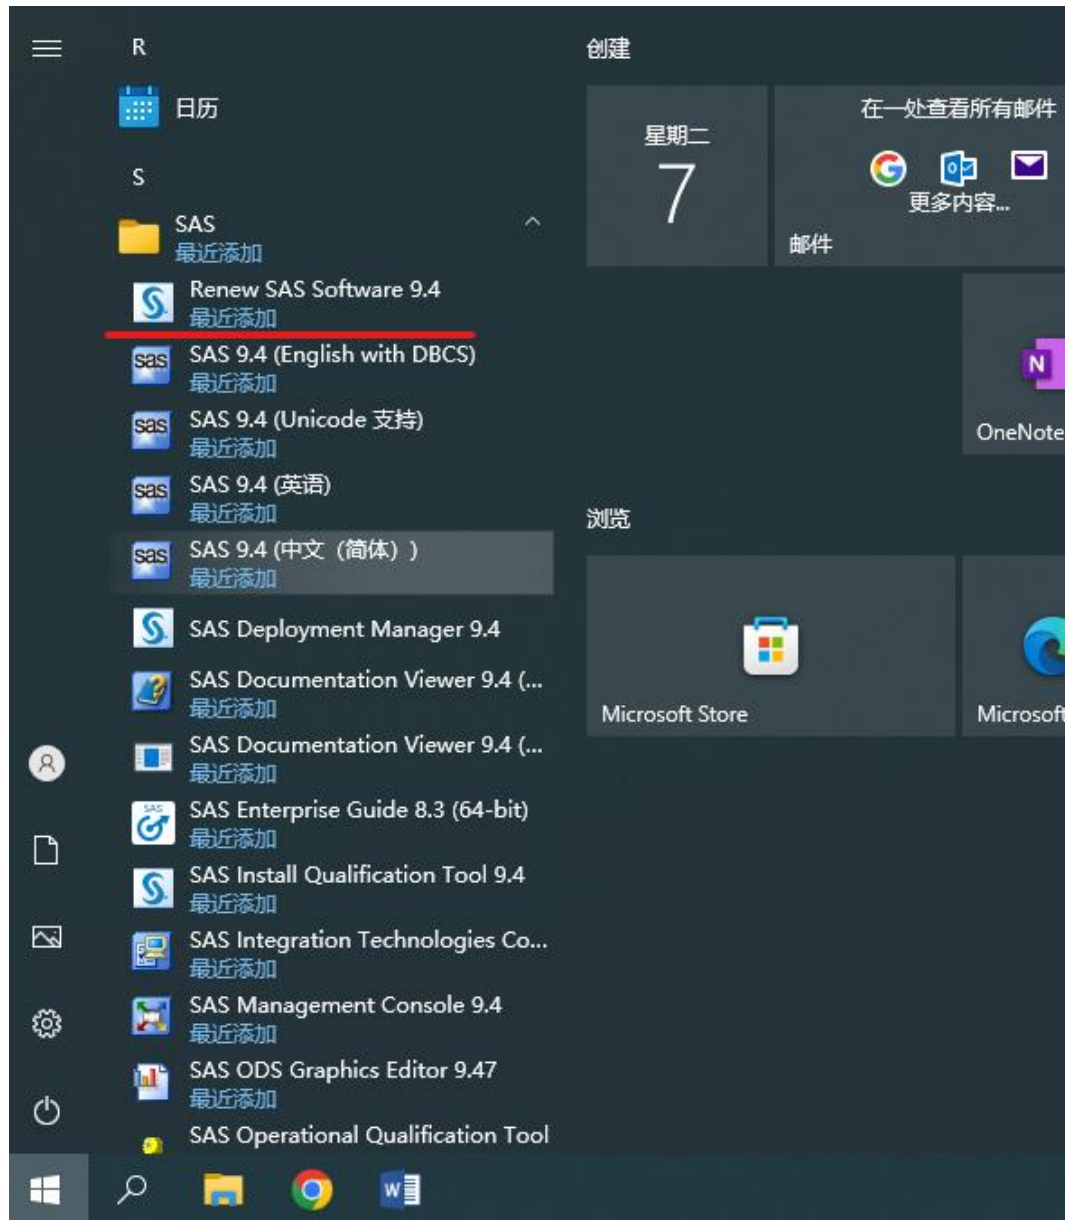 R
日历
S
SAS
最近添加
Renew SAS Software 9.4
最近添加
SAS 9.4 (English with DBCS)
最近添加
SAS 9.4 (Unicode 支持)
最近添加
SAS 9.4 (英语)
最近添加
SAS 9.4 (中文（简体）)
最近添加
SAS Deployment Manager 9.4
SAS Documentation Viewer 9.4 (...
最近添加
SAS Documentation Viewer 9.4 (...
最近添加
SAS Enterprise Guide 8.3 (64-bit)
最近添加
SAS Install Qualification Tool 9.4
最近添加
SAS Integration Technologies Co...
最近添加
SAS Management Console 9.4
最近添加
SAS ODS Graphics Editor 9.47
最近添加
SAS Operational Qualification Tool
创建
星期二
7
在一处查看所有邮件
更多内容...
邮件
OneNote
浏览
Microsoft Store
Microsoft